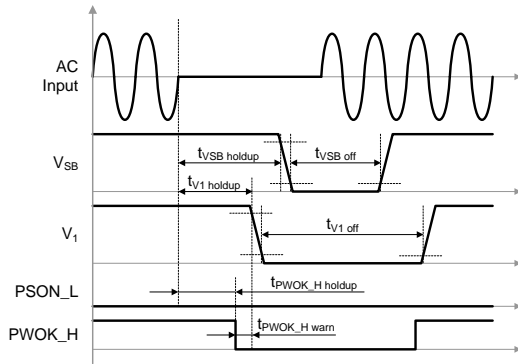 AC
Input
tVSB holdup
tVSB off
VSB
tV1 holdup
tV1 off
V1
PSON_L
tPWOK_H holdup
tPWOK_H warn
PWOK_H